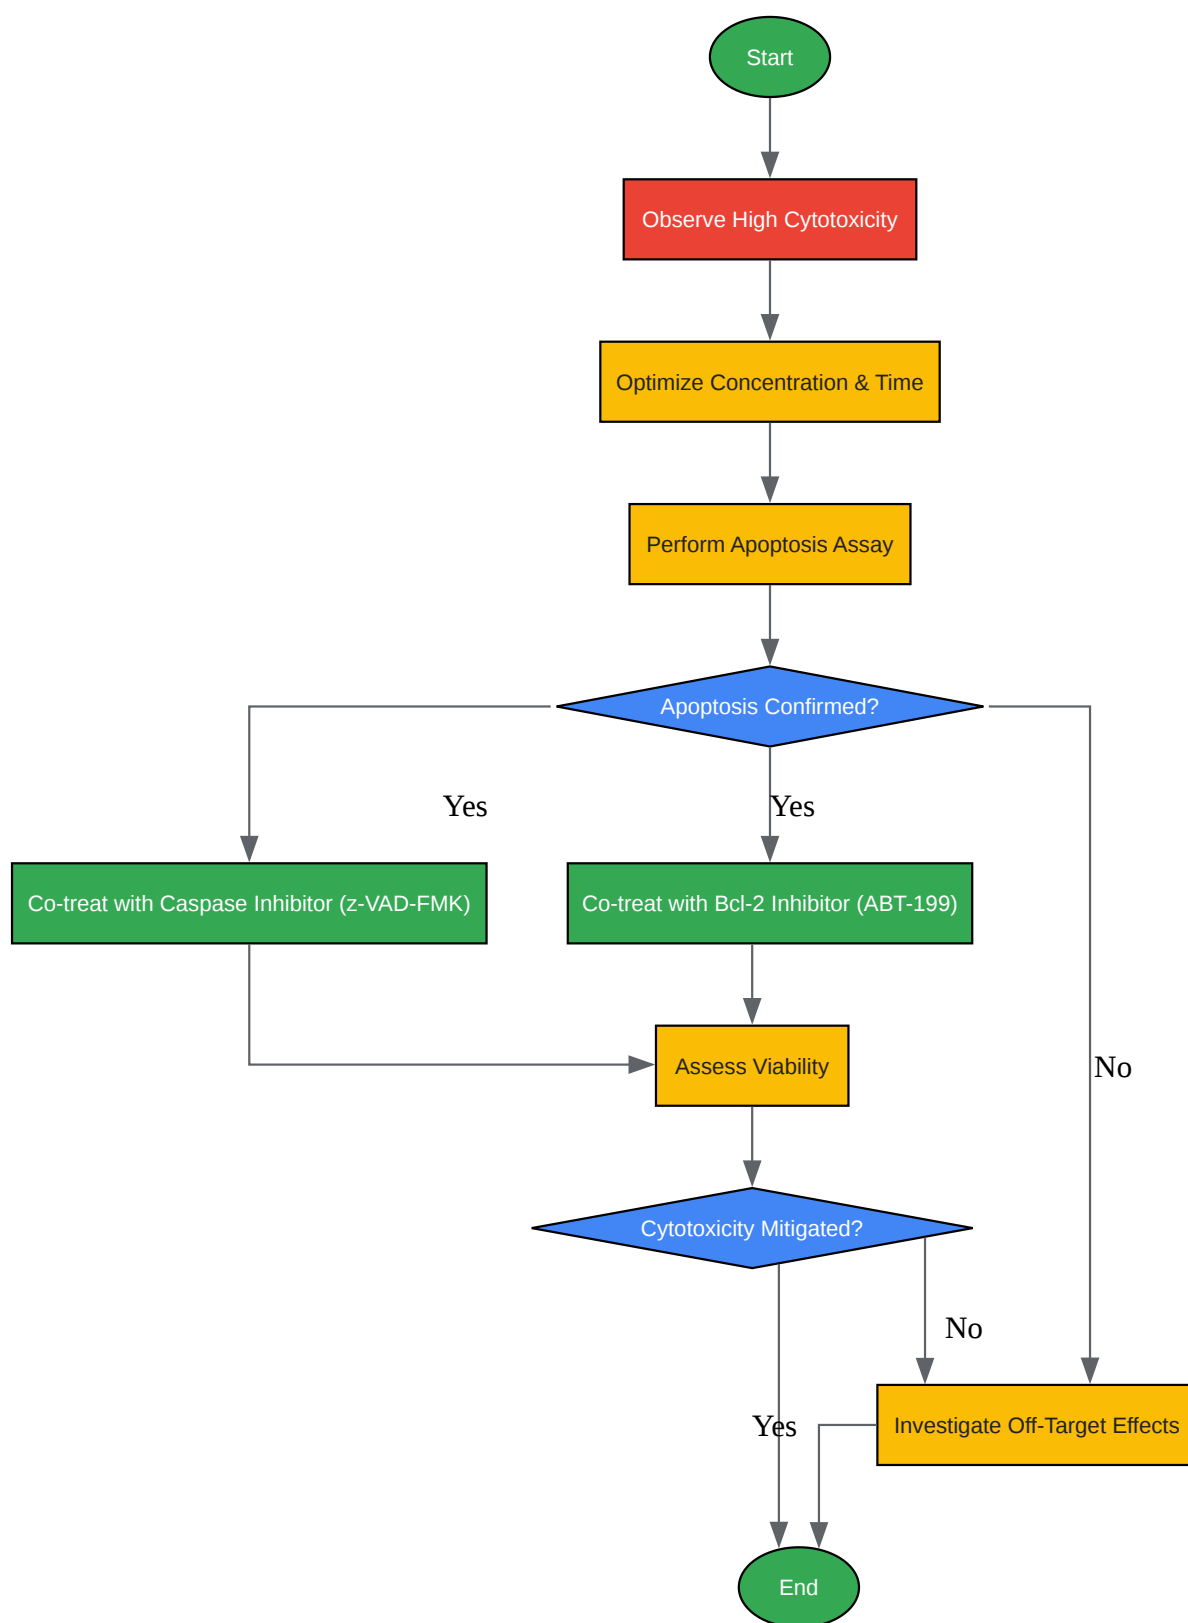 Start
Observe High Cytotoxicity
Optimize Concentration & Time
Perform Apoptosis Assay
Apoptosis Confirmed?
Yes
Yes
Co-treat with Caspase Inhibitor (z-VAD-FMK)
Co-treat with Bcl-2 Inhibitor (ABT-199)
Assess Viability
No
Cytotoxicity Mitigated?
No
Yes
Investigate Off-Target Effects
End